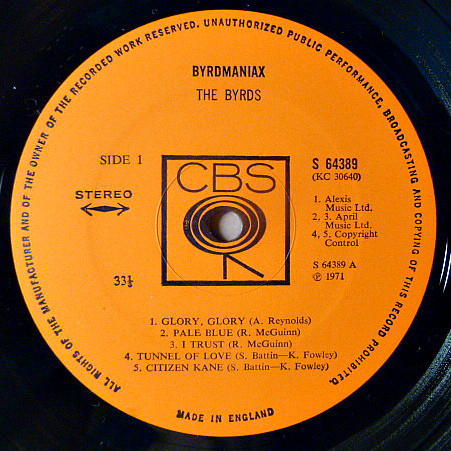 ALL RIGHTS OF THE MANUFACTURER AND OF THE OWNER OF THE RECORDED WORK RESERVED. UNAUTHORIZED PUBLIC PERFORMANCE, BROADCASTING AND COPYING OF THIS RECORD PROHIBITED.
BYRDMANIAX
THE BYRDS
SIDE 1
S 64389
(KC 30640)
CBS
STEREO
1. Alexis
Music Ltd.
2, 3. April
Music Ltd.
4, 5. Copyright
Control
S 64389 A
℗ 1971
33⅓
1. GLORY, GLORY (A. Reynolds)
2. PALE BLUE (R. McGuinn)
3. I TRUST (R. McGuinn)
4. TUNNEL OF LOVE (S. Battin—K. Fowley)
5. CITIZEN KANE (S. Battin—K. Fowley)
MADE IN ENGLAND